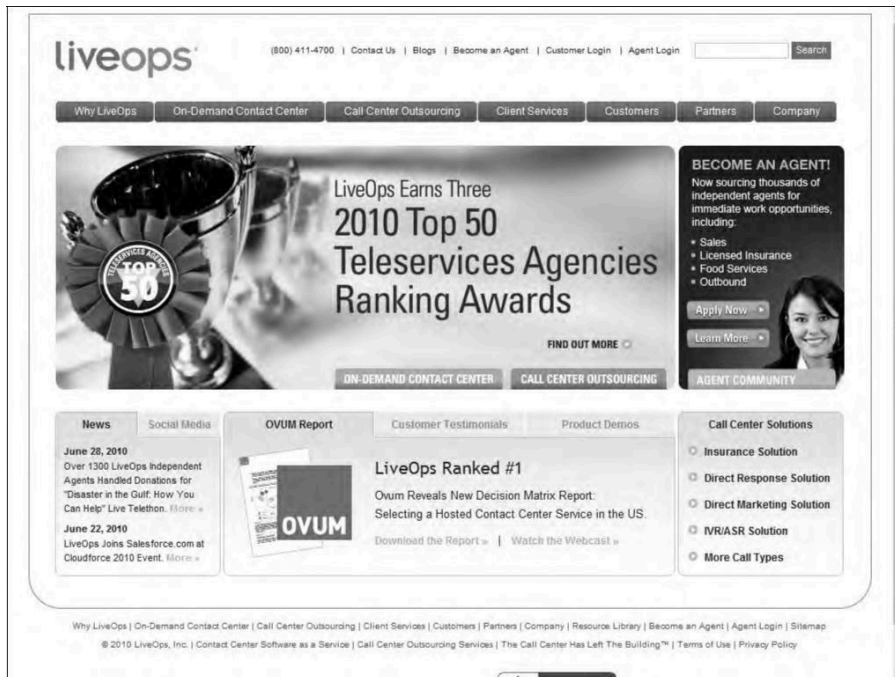 liveops
(800) 411-4700 | Contact Us | Blogs | Become an Agent | Customer Login | Agent Login
Search
Why LiveOps
On-Demand Contact Center
Call Center Outsourcing
Client Services
Customers
Partners
Company
TELESERVICES AGENCIES
TOP
50
LiveOps Earns Three
2010 Top 50
Teleservices Agencies
Ranking Awards
FIND OUT MORE
ON-DEMAND CONTACT CENTER
CALL CENTER OUTSOURCING
BECOME AN AGENT!
Now sourcing thousands of
independent agents for
immediate work opportunities,
including:
Sales
Licensed Insurance
Food Services
Outbound
Apply Now
Learn More
AGENT COMMUNITY
News
Social Media
June 28, 2010
Over 1300 LiveOps Independent
Agents Handled Donations for
"Disaster in the Gulf: How You
Can Help" Live Telethon. More »
June 22, 2010
LiveOps Joins Salesforce.com at
Cloudforce 2010 Event. More »
OVUM Report
Customer Testimonials
Product Demos
OVUM
LiveOps Ranked #1
Ovum Reveals New Decision Matrix Report:
Selecting a Hosted Contact Center Service in the US.
Download the Report » | Watch the Webcast »
Call Center Solutions
Insurance Solution
Direct Response Solution
Direct Marketing Solution
IVR/ASR Solution
More Call Types
Why LiveOps | On-Demand Contact Center | Call Center Outsourcing | Client Services | Customers | Partners | Company | Resource Library | Become an Agent | Agent Login | Sitemap
© 2010 LiveOps, Inc. | Contact Center Software as a Service | Call Center Outsourcing Services | The Call Center Has Left The Building™ | Terms of Use | Privacy Policy